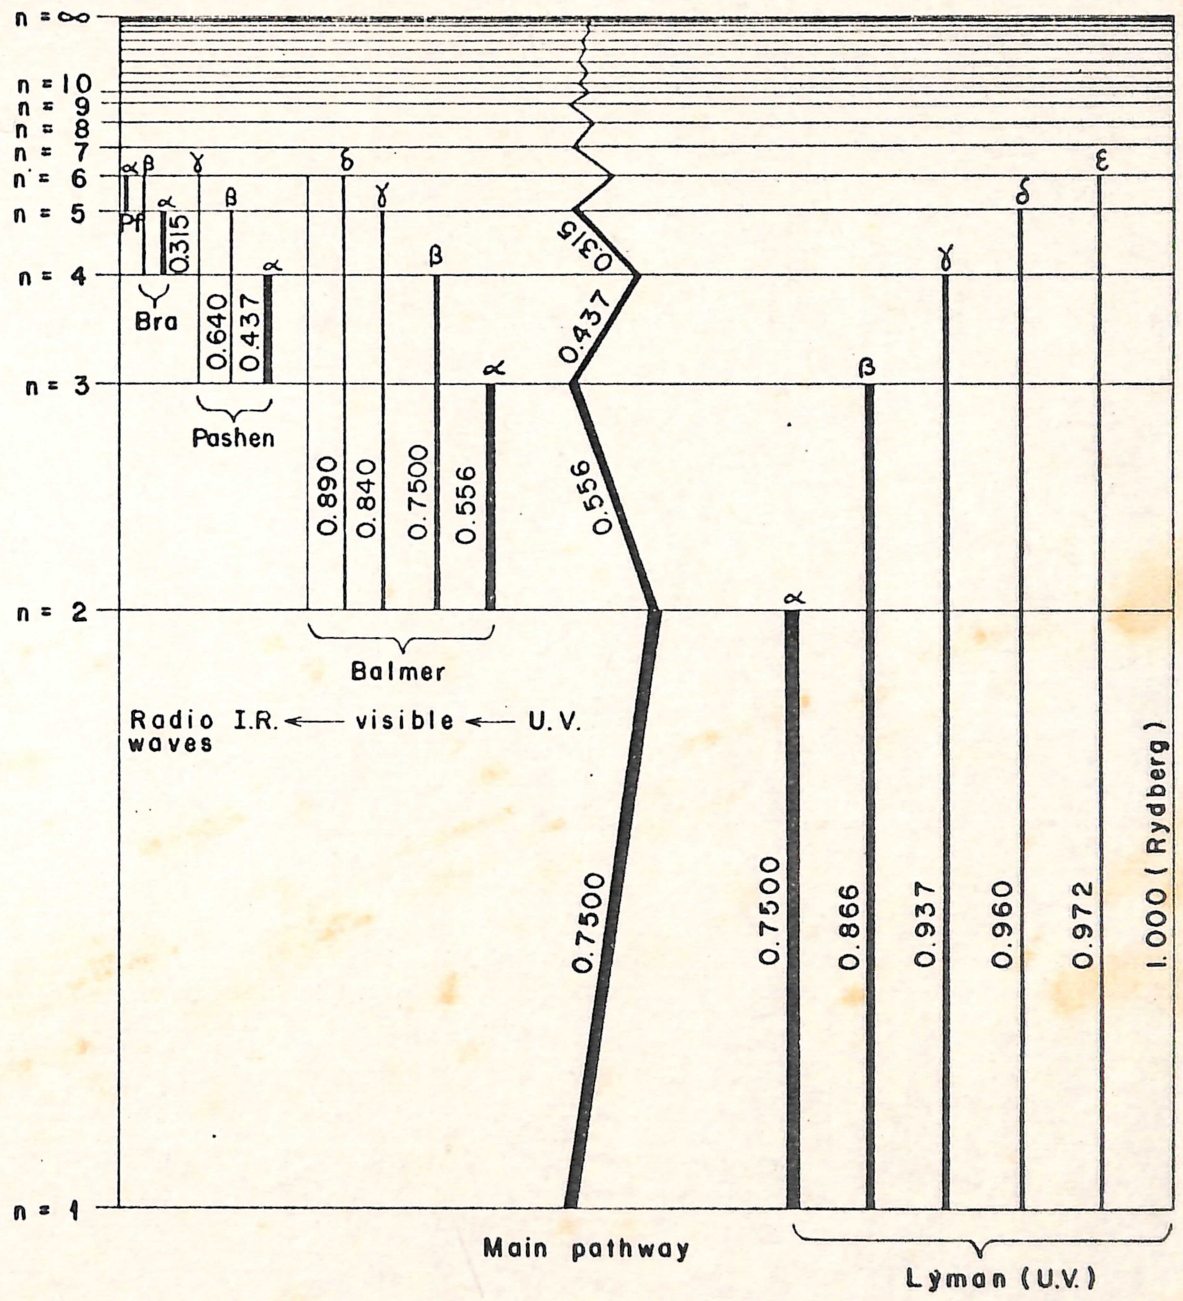 n = ∞
n = 10
n = 9
n = 8
n = 7
n = 6
n = 5
n = 4
n = 3
n = 2
n = 1
α β γ δ ε
Pf α β γ δ
0.315
Bra
γ β α
0.640
0.437
Pashen
0.890
0.840
0.7500
0.556
β
α
Balmer
Radio I.R. ← visible ← U.V.
waves
0.315
0.437
0.556
0.7500
Main pathway
α
β
0.7500
0.866
0.937
0.960
0.972
1.000 (Rydberg)
Lyman (U.V.)